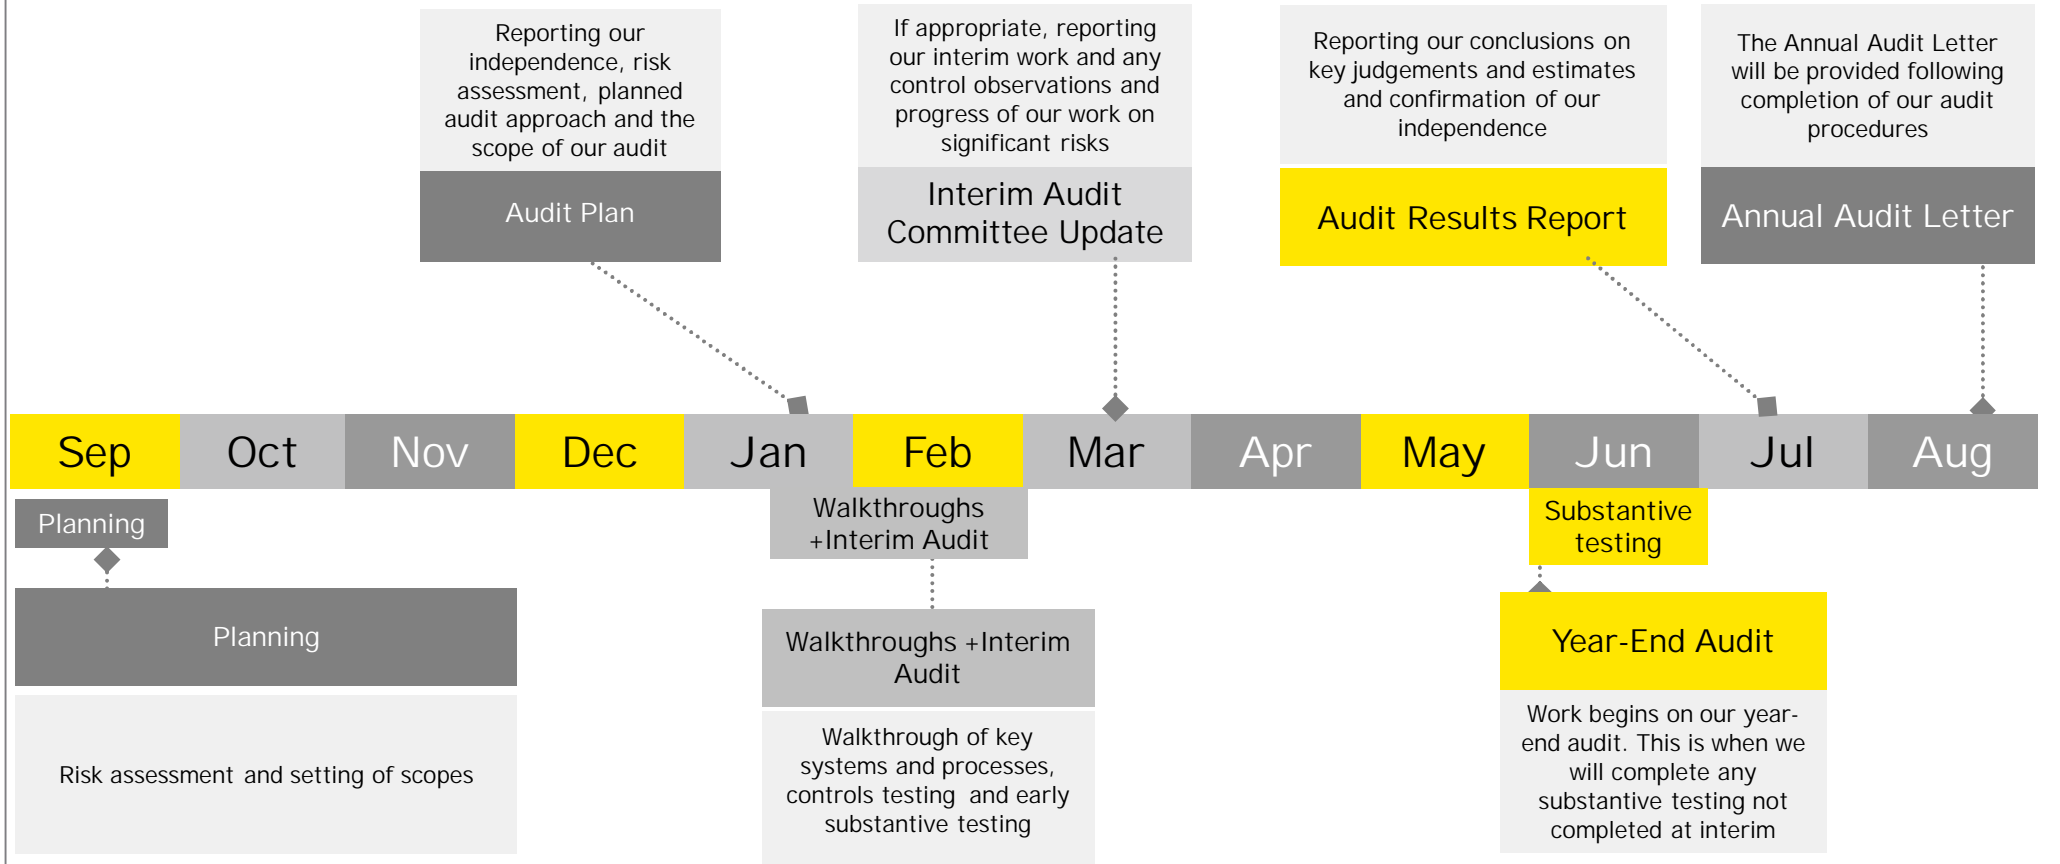 Reporting our
independence, risk
assessment, planned
audit approach and the
scope of our audit
Audit Plan
If appropriate, reporting
our interim work and any
control observations and
progress of our work on
significant risks
Interim Audit
Committee Update
Reporting our conclusions on
key judgements and estimates
and confirmation of our
independence
Audit Results Report
The Annual Audit Letter
will be provided following
completion of our audit
procedures
Annual Audit Letter
Sep Oct Nov Dec Jan Feb Mar Apr May Jun Jul Aug
Planning
Planning
Risk assessment and setting of scopes
Walkthroughs
+Interim Audit
Walkthroughs +Interim
Audit
Walkthrough of key
systems and processes,
controls testing and early
substantive testing
Substantive
testing
Year-End Audit
Work begins on our year-
end audit. This is when we
will complete any
substantive testing not
completed at interim